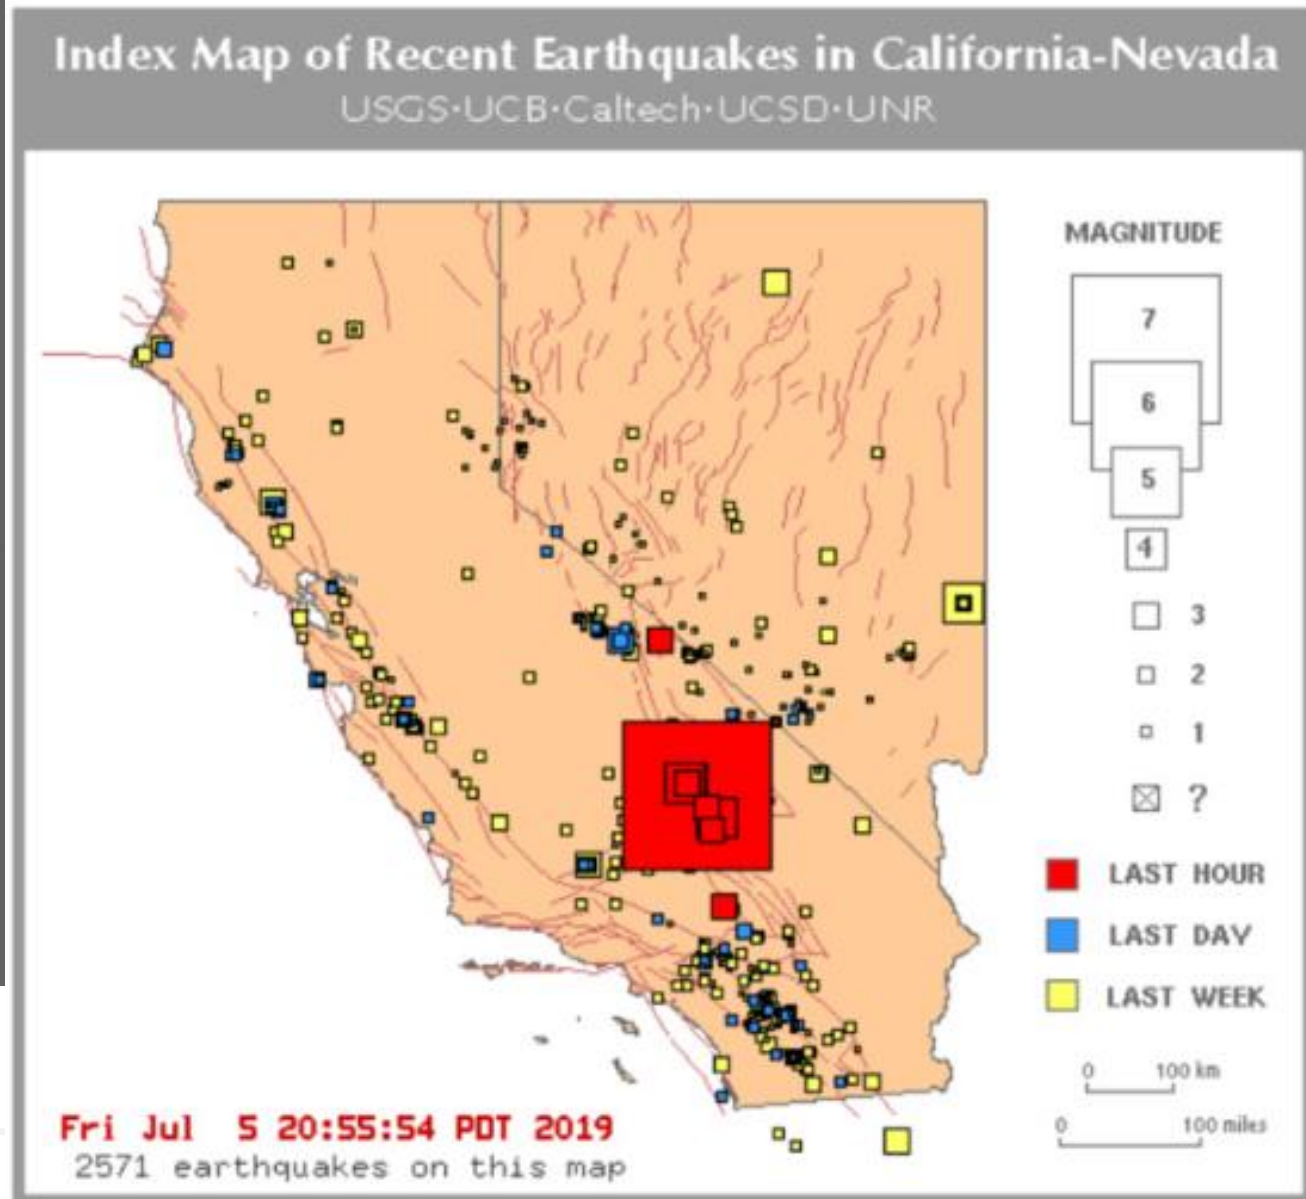 Index Map of Recent Earthquakes in California-Nevada
USGS·UCB·Caltech·UCSD·UNR
MAGNITUDE
7
6
5
4
3
2
1
?
LAST HOUR
LAST DAY
LAST WEEK
0 100 km
0 100 miles
Fri Jul 5 20:55:54 PDT 2019
2571 earthquakes on this map